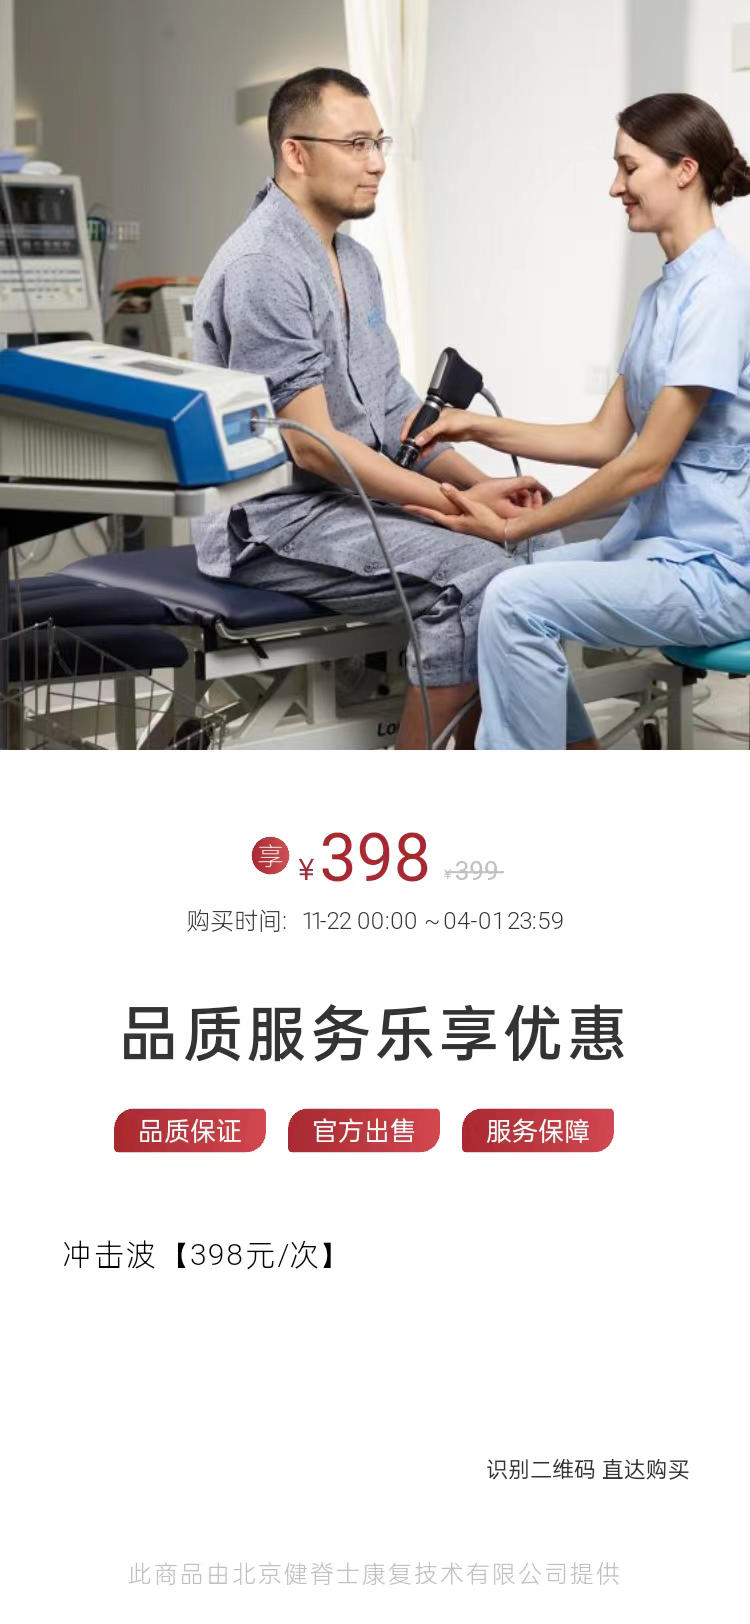 享 ¥398 ¥399
购买时间: 11-22 00:00 ~ 04-01 23:59
品质服务乐享优惠
品质保证 官方出售 服务保障
冲击波【398元/次】
识别二维码 直达购买
此商品由北京健脊士康复技术有限公司提供